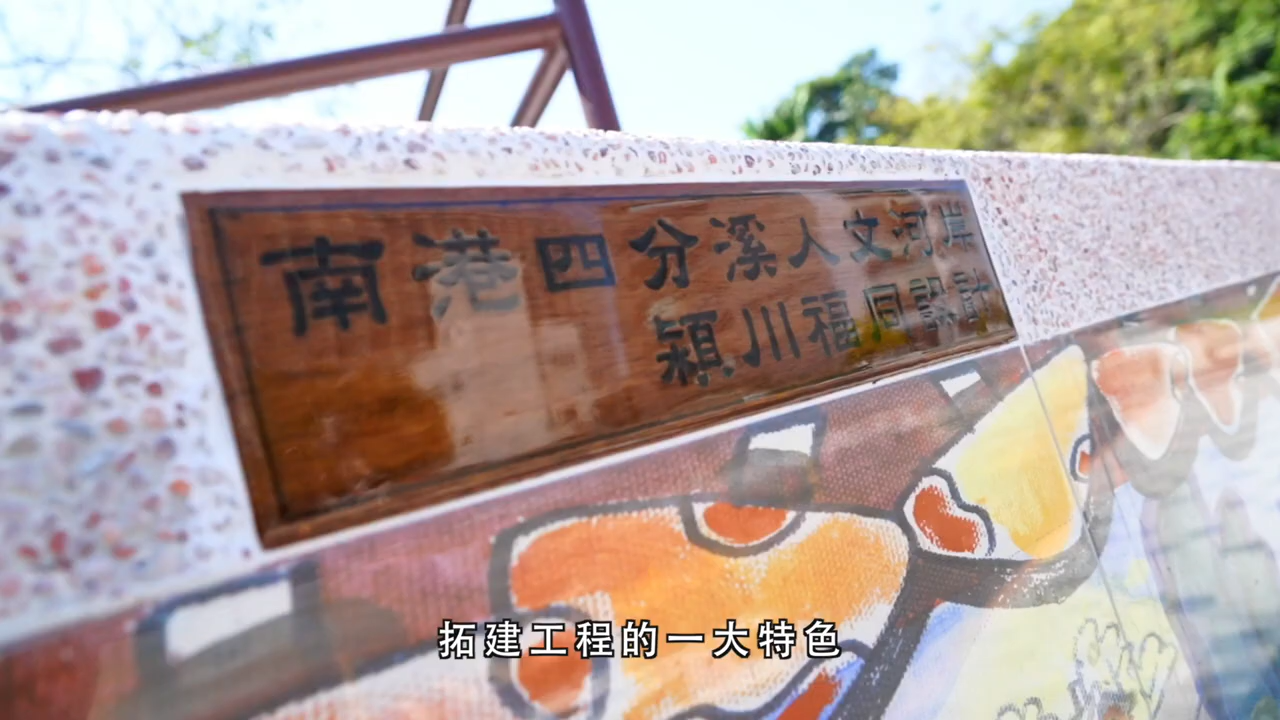 南港四分溪人文河岸
穎川福同設計
拓建工程的一大特色